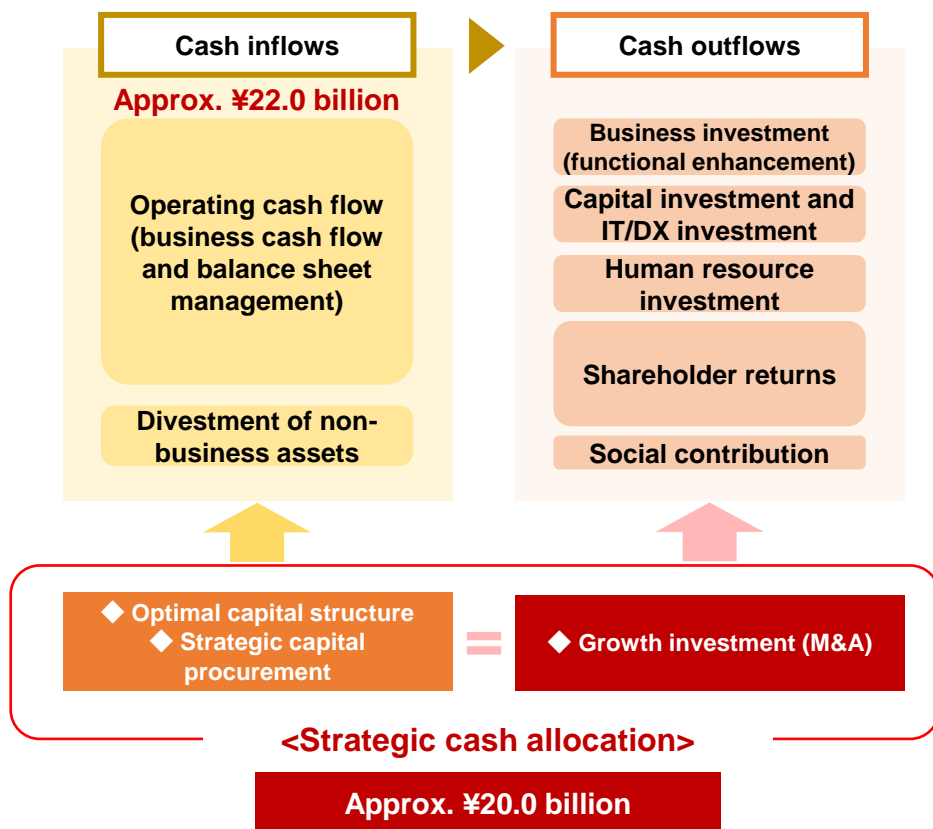 Cash inflows
Approx. ¥22.0 billion
Operating cash flow
(business cash flow
and balance sheet
management)
Divestment of non-
business assets
Cash outflows
Business investment
(functional enhancement)
Capital investment and
IT/DX investment
Human resource
investment
Shareholder returns
Social contribution
◆ Optimal capital structure
◆ Strategic capital
procurement
=
◆ Growth investment (M&A)
<Strategic cash allocation>
Approx. ¥20.0 billion